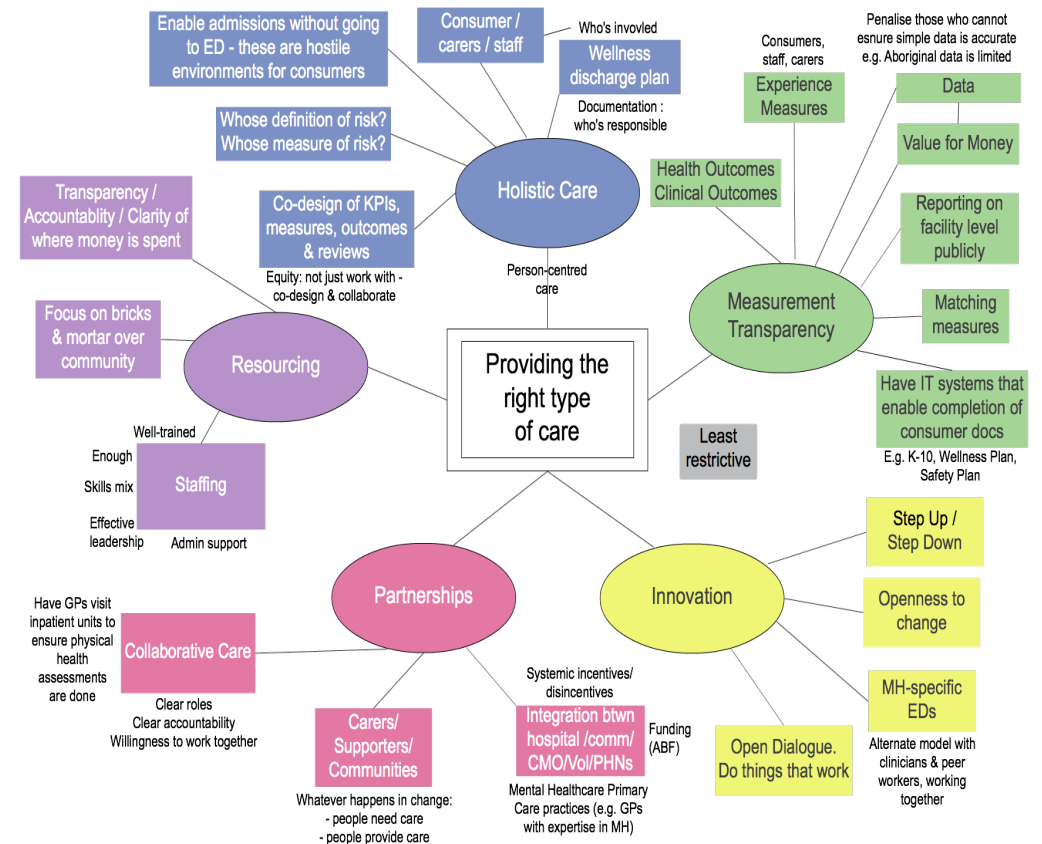 Enable admissions without going
to ED - these are hostile
environments for consumers
Consumer /
carers / staff
Who's invovled
Wellness
discharge plan
Documentation :
who's responsible
Whose definition of risk?
Whose measure of risk?
Co-design of KPIs,
measures, outcomes
& reviews
Equity: not just work with -
co-design & collaborate
Holistic Care
Person-centred
care
Penalise those who cannot
esnure simple data is accurate
e.g. Aboriginal data is limited
Consumers,
staff, carers
Experience
Measures
Data
Value for Money
Health Outcomes
Clinical Outcomes
Reporting on
facility level
publicly
Measurement
Transparency
Matching
measures
Have IT systems that
enable completion of
consumer docs
E.g. K-10, Wellness Plan,
Safety Plan
Transparency /
Accountablity / Clarity of
where money is spent
Focus on bricks
& mortar over
community
Resourcing
Well-trained
Enough
Skills mix
Effective
leadership
Staffing
Admin support
Providing the
right type
of care
Least
restrictive
Partnerships
Have GPs visit
inpatient units to
ensure physical
health
assessments
are done
Collaborative Care
Clear roles
Clear accountability
Willingness to work together
Carers/
Supporters/
Communities
Whatever happens in change:
- people need care
- people provide care
Systemic incentives/
disincentives
Integration btwn
hospital /comm/
CMO/Vol/PHNs
Funding
(ABF)
Mental Healthcare Primary
Care practices (e.g. GPs
with expertise in MH)
Innovation
Step Up /
Step Down
Openness to
change
MH-specific
EDs
Alternate model with
clinicians & peer
workers, working
together
Open Dialogue.
Do things that work